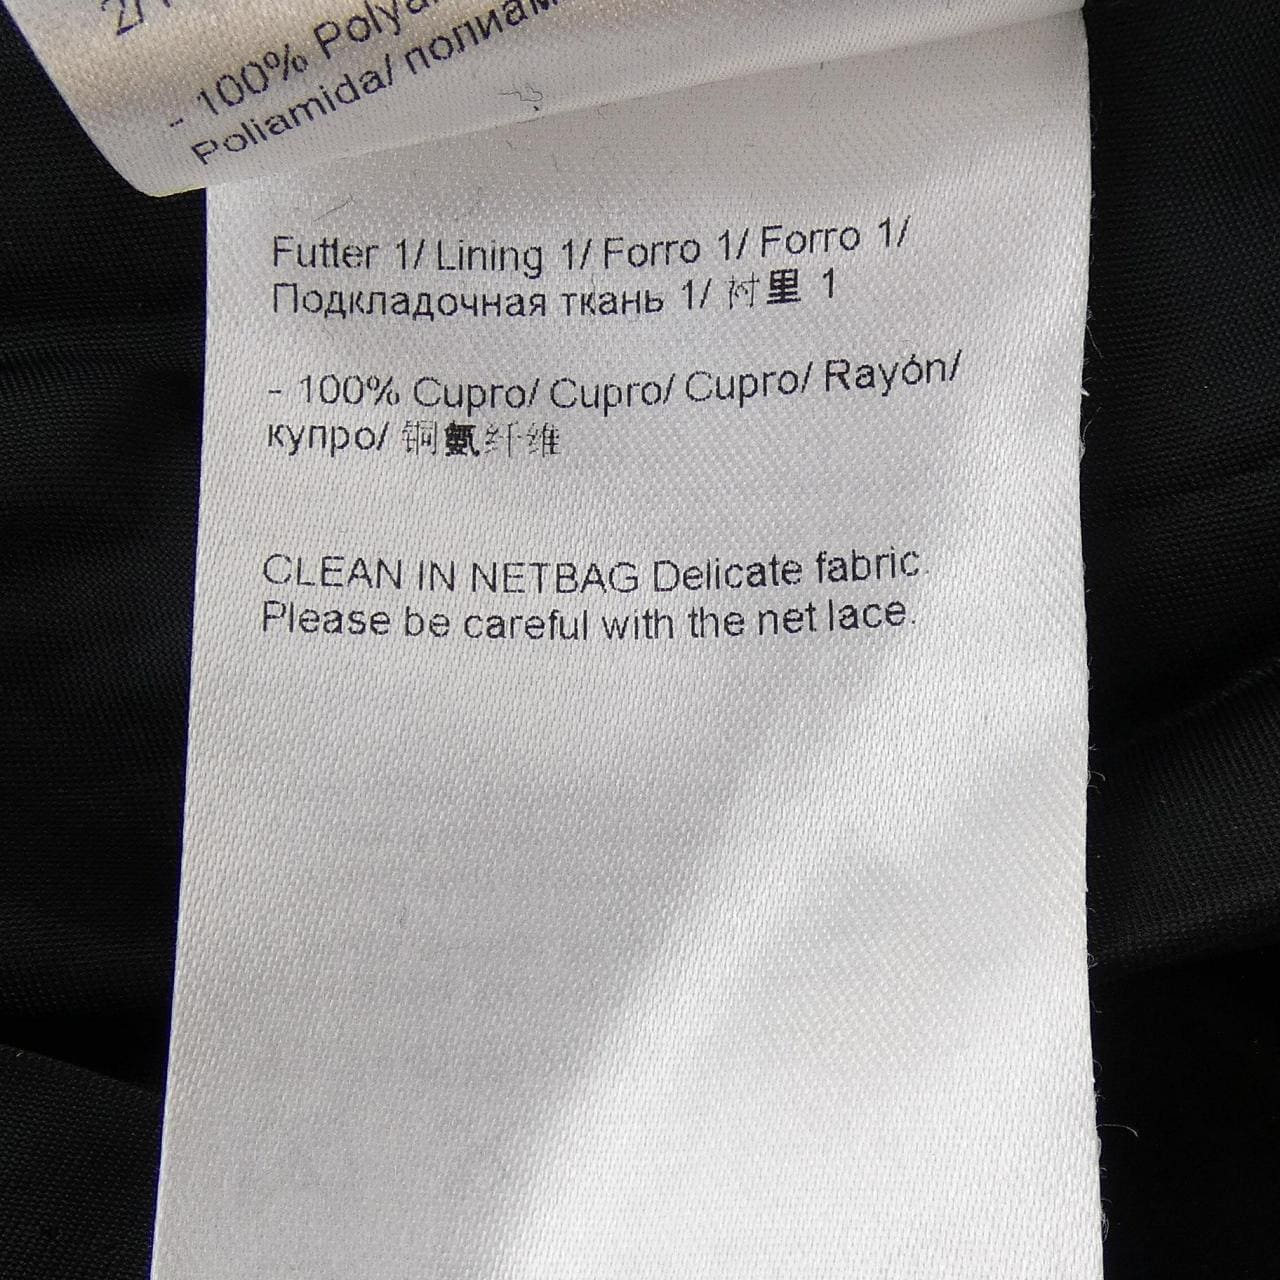 2/
- 100%
Poliamida/
Futter 1/ Lining 1/ Forro 1/ Forro 1/
Подкладочная ткань 1/ 衬里 1
- 100% Cupro/ Cupro/ Cupro/ Rayón/
купро/ 铜氨纤维
CLEAN IN NETBAG Delicate fabric.
Please be careful with the net lace.